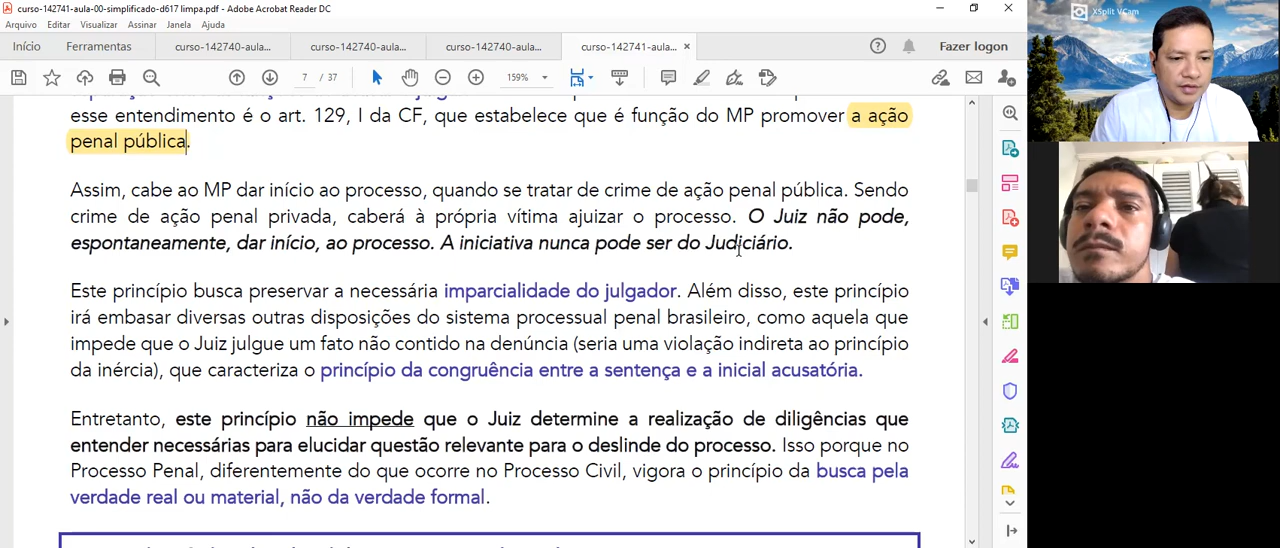 curso-142741-aula-00-simplificado-d617 limpa.pdf - Adobe Acrobat Reader DC
Arquivo Editar Visualizar Assinar Janela Ajuda
Início Ferramentas curso-142740-aula... curso-142740-aula... curso-142740-aula... curso-142741-aula... × Fazer logon
7 / 37 159%
XSplit VCam
esse entendimento é o art. 129, I da CF, que estabelece que é função do MP promover a ação
penal pública.
Assim, cabe ao MP dar início ao processo, quando se tratar de crime de ação penal pública. Sendo
crime de ação penal privada, caberá à própria vítima ajuizar o processo. O Juiz não pode,
espontaneamente, dar início, ao processo. A iniciativa nunca pode ser do Judiciário.
Este princípio busca preservar a necessária imparcialidade do julgador. Além disso, este princípio
irá embasar diversas outras disposições do sistema processual penal brasileiro, como aquela que
impede que o Juiz julgue um fato não contido na denúncia (seria uma violação indireta ao princípio
da inércia), que caracteriza o princípio da congruência entre a sentença e a inicial acusatória.
Entretanto, este princípio não impede que o Juiz determine a realização de diligências que
entender necessárias para elucidar questão relevante para o deslinde do processo. Isso porque no
Processo Penal, diferentemente do que ocorre no Processo Civil, vigora o princípio da busca pela
verdade real ou material, não da verdade formal.